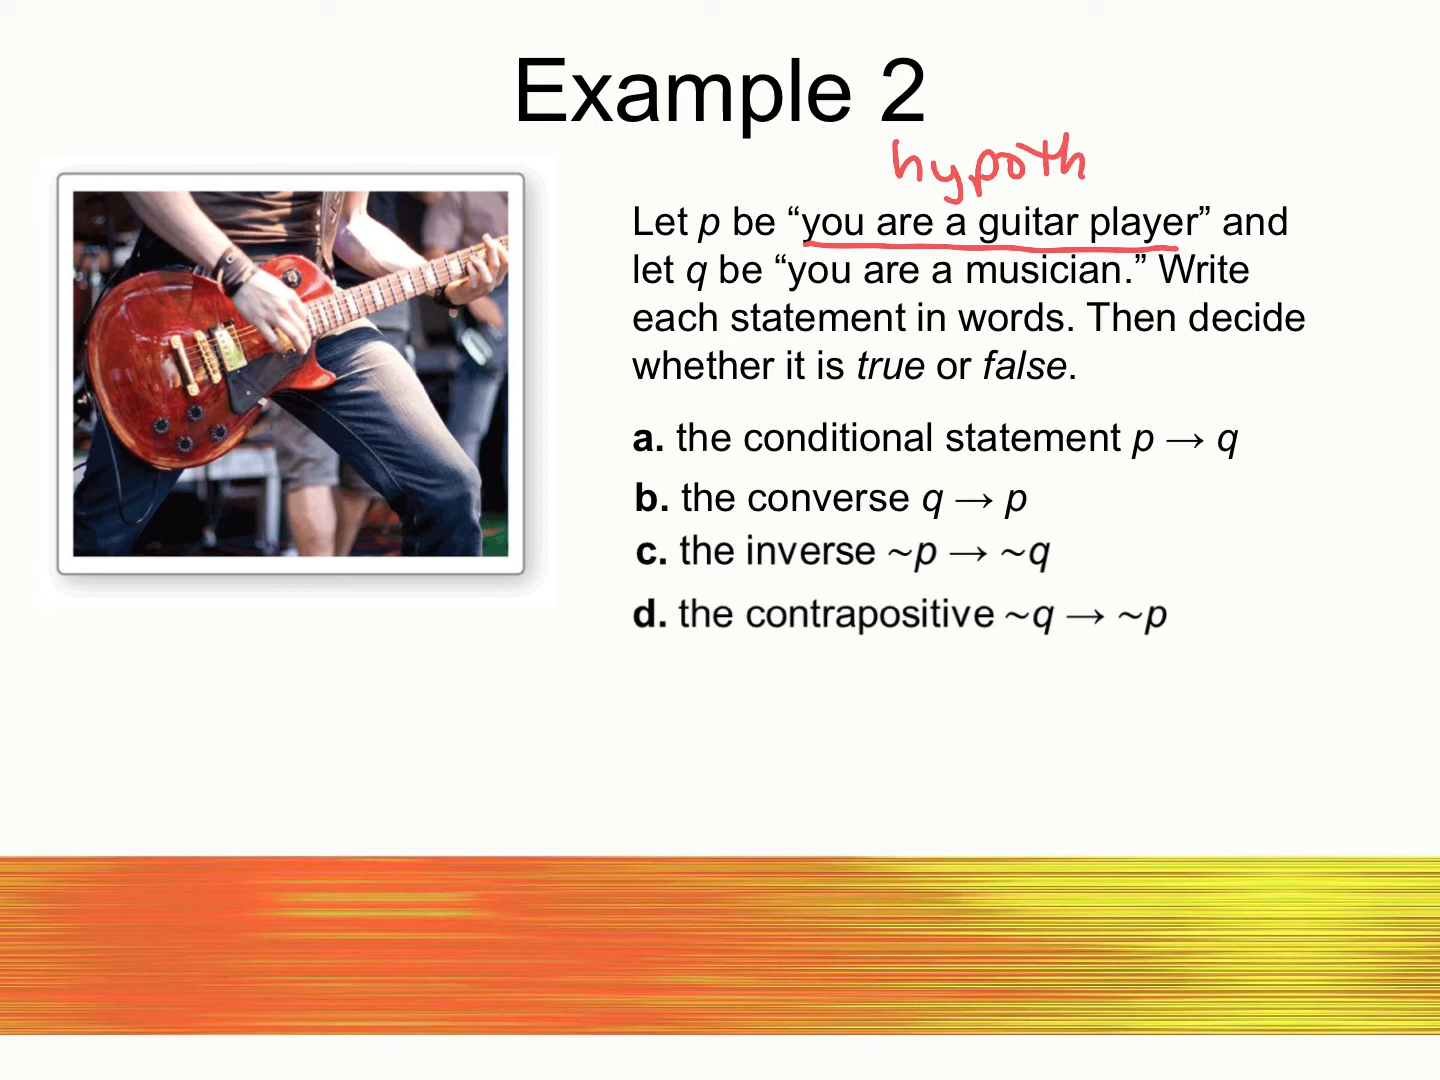 Example 2
hypoth
Let p be “you are a guitar player” and
let q be “you are a musician.” Write
each statement in words. Then decide
whether it is true or false.
a. the conditional statement p → q
b. the converse q → p
c. the inverse ~p → ~q
d. the contrapositive ~q → ~p